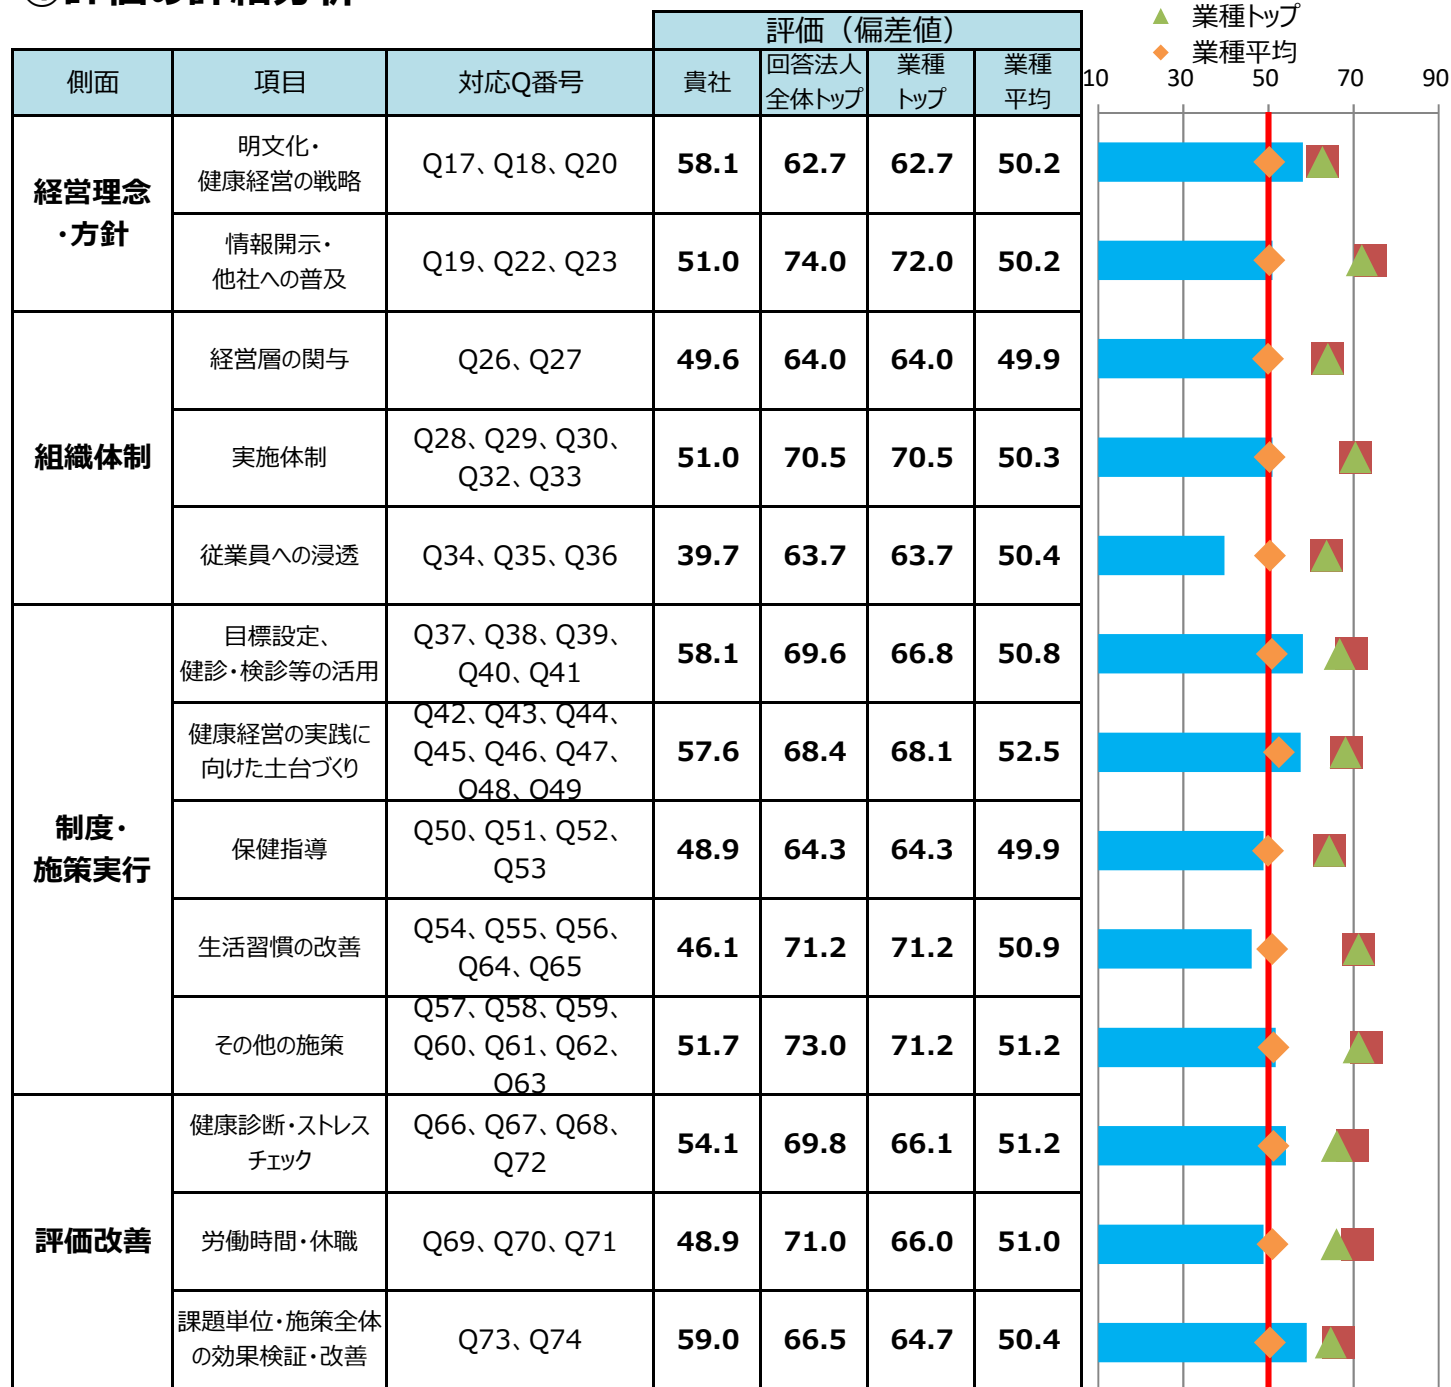 ④評価の詳細分析
▲ 業種トップ
◆ 業種平均
評価（偏差値）
側面 項目 対応Q番号 貴社 回答法人全体トップ 業種トップ 業種平均
10 30 50 70 90
経営理念
・方針
明文化・
健康経営の戦略
Q17、Q18、Q20
58.1 62.7 62.7 50.2
情報開示・
他社への普及
Q19、Q22、Q23
51.0 74.0 72.0 50.2
組織体制
経営層の関与
Q26、Q27
49.6 64.0 64.0 49.9
実施体制
Q28、Q29、Q30、
Q32、Q33
51.0 70.5 70.5 50.3
従業員への浸透
Q34、Q35、Q36
39.7 63.7 63.7 50.4
制度・
施策実行
目標設定、
健診・検診等の活用
Q37、Q38、Q39、
Q40、Q41
58.1 69.6 66.8 50.8
健康経営の実践に
向けた土台づくり
Q42、Q43、Q44、
Q45、Q46、Q47、
Q48、Q49
57.6 68.4 68.1 52.5
保健指導
Q50、Q51、Q52、
Q53
48.9 64.3 64.3 49.9
生活習慣の改善
Q54、Q55、Q56、
Q64、Q65
46.1 71.2 71.2 50.9
その他の施策
Q57、Q58、Q59、
Q60、Q61、Q62、
Q63
51.7 73.0 71.2 51.2
評価改善
健康診断・ストレス
チェック
Q66、Q67、Q68、
Q72
54.1 69.8 66.1 51.2
労働時間・休職
Q69、Q70、Q71
48.9 71.0 66.0 51.0
課題単位・施策全体
の効果検証・改善
Q73、Q74
59.0 66.5 64.7 50.4